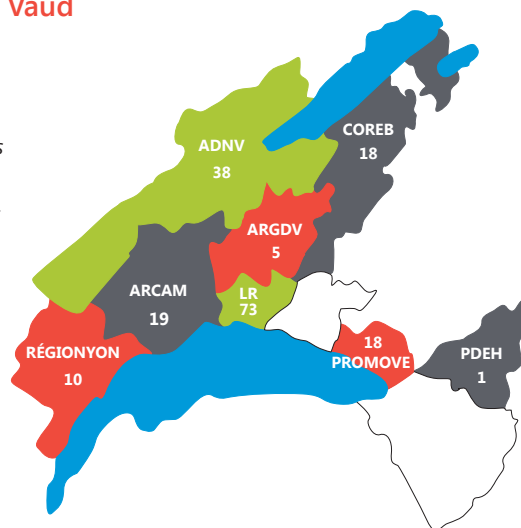 Vaud
s
COREB
18
ADNV
38
ARGDV
5
ARCAM
19
LR
73
RÉGIONYON
10
18
PROMOVE
PDEH
1